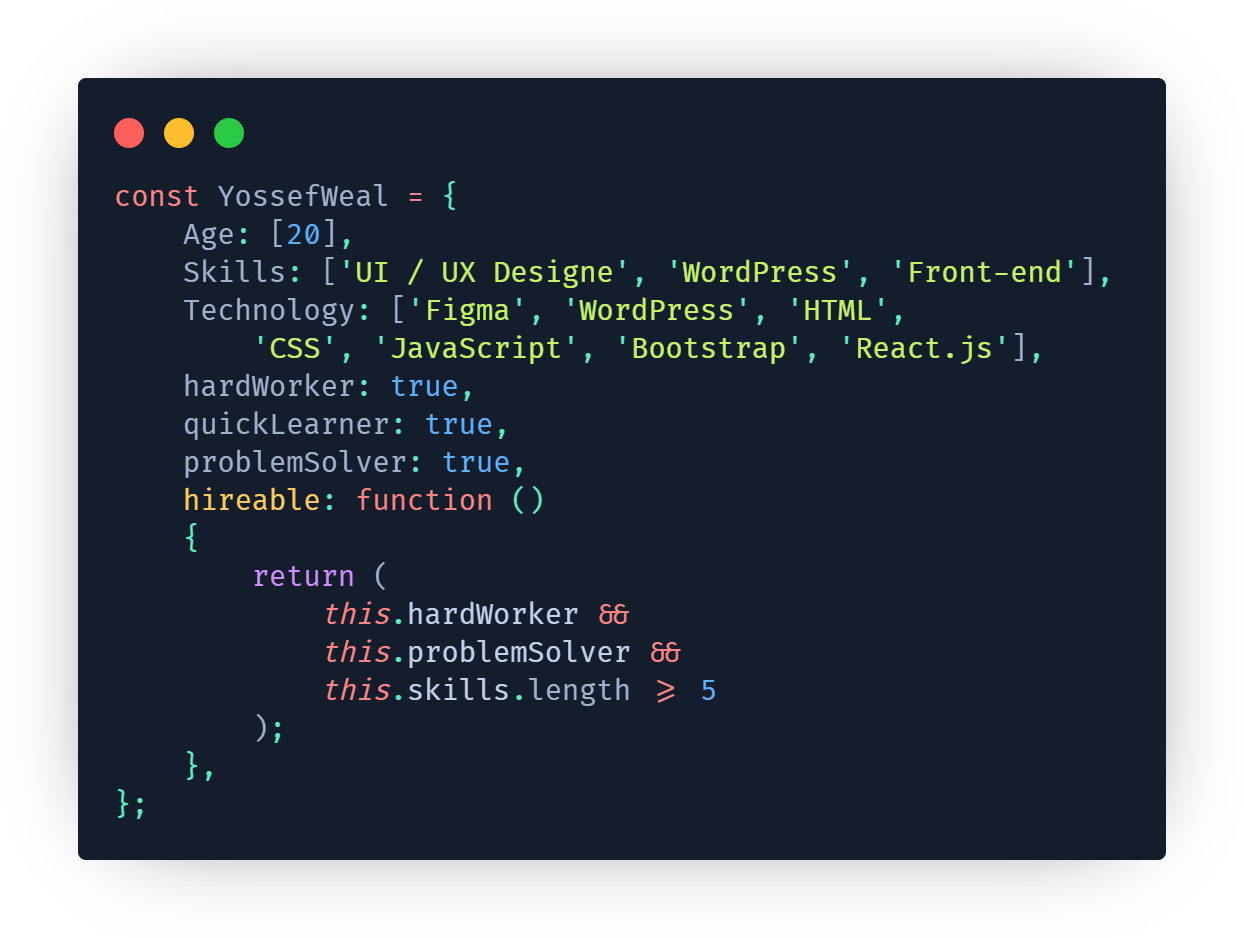 const YossefWeal = {
    Age: [20],
    Skills: ['UI / UX Designe', 'WordPress', 'Front-end'],
    Technology: ['Figma', 'WordPress', 'HTML',
        'CSS', 'JavaScript', 'Bootstrap', 'React.js'],
    hardWorker: true,
    quickLearner: true,
    problemSolver: true,
    hireable: function ()
    {
        return (
            this.hardWorker &&
            this.problemSolver &&
            this.skills.length >= 5
        );
    },
};